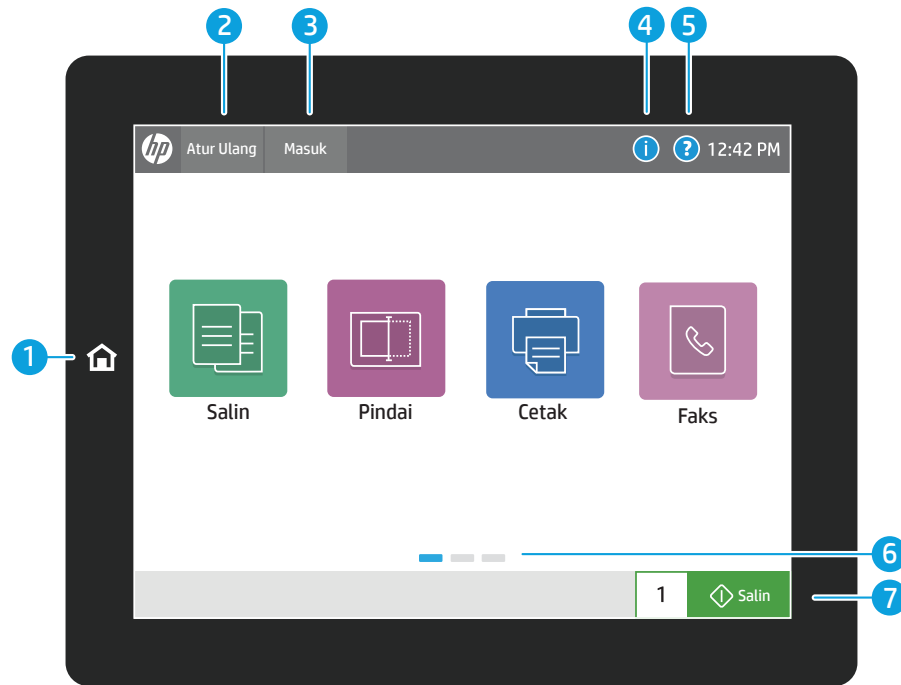 2 3 4 5
hp Atur Ulang Masuk i ? 12:42 PM
1
Salin Pindai Cetak Faks
6
1 Salin
7